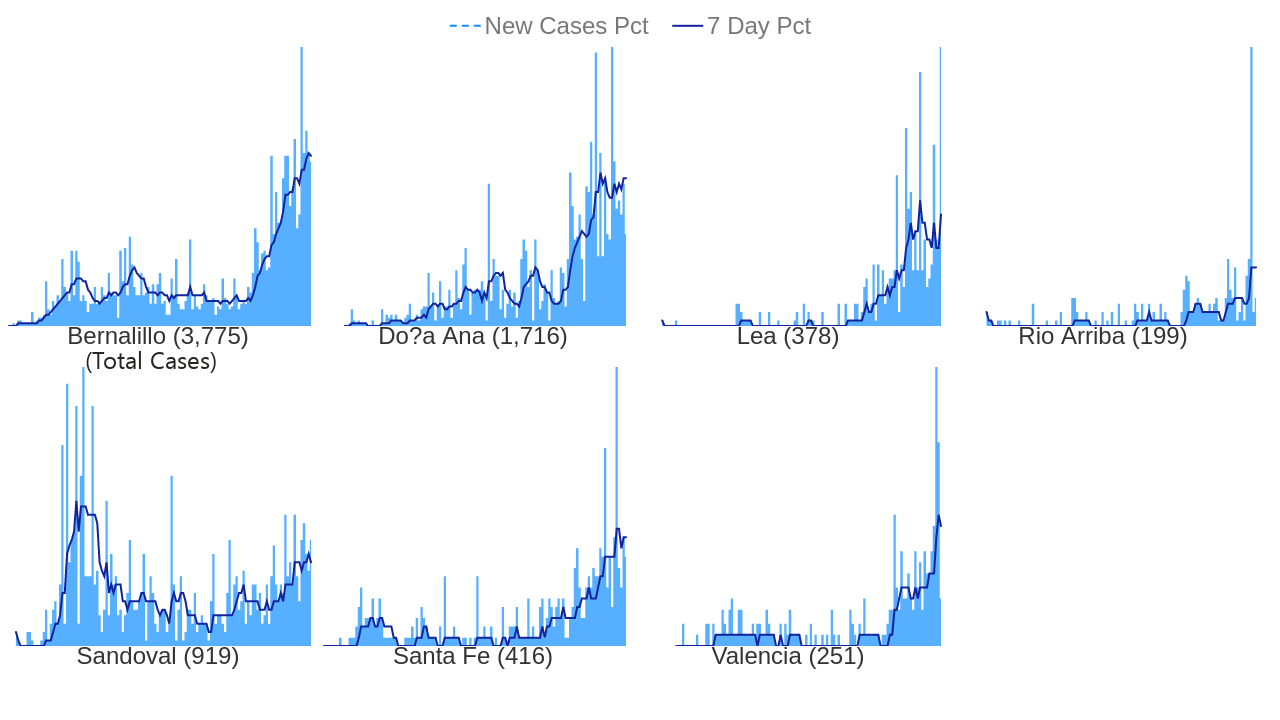 New Cases Pct 7 Day Pct
Bernalillo (3,775)
(Total Cases)
Do?a Ana (1,716)
Lea (378)
Rio Arriba (199)
Sandoval (919)
Santa Fe (416)
Valencia (251)